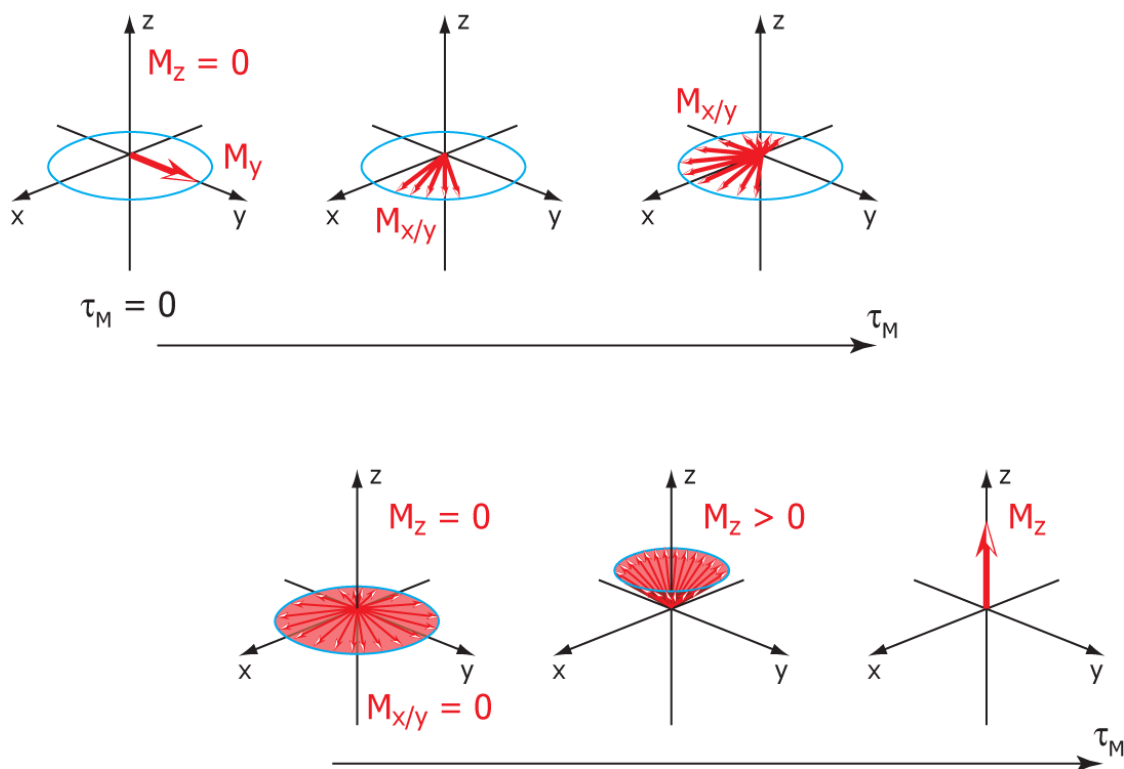 z
M_z = 0
M_y
x
y
τ_M = 0
z
M_x/y
x
y
z
M_x/y
x
y
τ_M
z
M_z = 0
x
y
M_x/y = 0
z
M_z > 0
x
y
z
M_z
x
y
τ_M